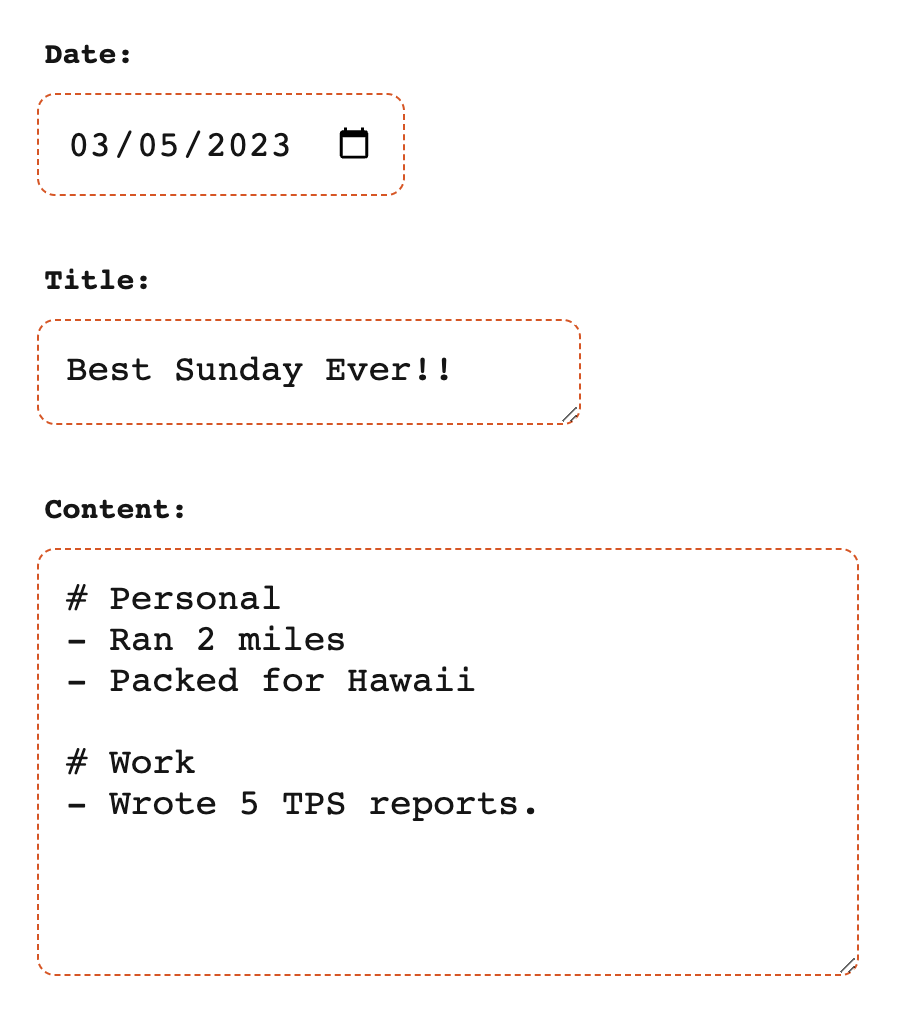 Date:
03/05/2023
Title:
Best Sunday Ever!!
Content:
# Personal
- Ran 2 miles
- Packed for Hawaii
# Work
- Wrote 5 TPS reports.